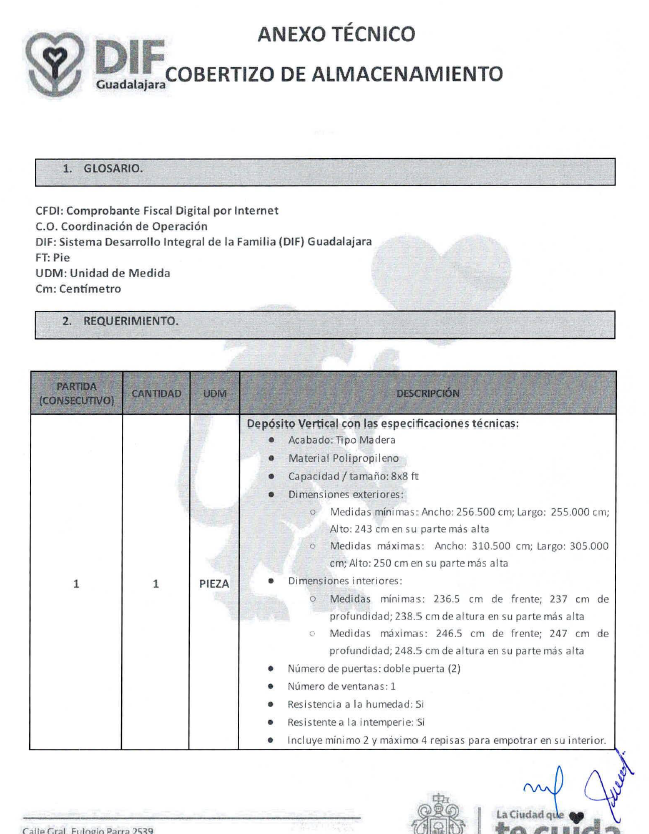 ANEXO TÉCNICO
DIF
Guadalajara
COBERTIZO DE ALMACENAMIENTO
1. GLOSARIO.
CFDI: Comprobante Fiscal Digital por Internet
C.O. Coordinación de Operación
DIF: Sistema Desarrollo Integral de la Familia (DIF) Guadalajara
FT: Pie
UDM: Unidad de Medida
Cm: Centímetro
2. REQUERIMIENTO.
PARTIDA
(CONSECUTIVO)
CANTIDAD
UDM
DESCRIPCIÓN
1
1
PIEZA
Depósito Vertical con las especificaciones técnicas:
● Acabado: Tipo Madera
● Material Polipropileno
● Capacidad / tamaño: 8x8 ft
● Dimensiones exteriores:
○ Medidas mínimas: Ancho: 256.500 cm; Largo: 255.000 cm;
Alto: 243 cm en su parte más alta
○ Medidas máximas: Ancho: 310.500 cm; Largo: 305.000
cm; Alto: 250 cm en su parte más alta
● Dimensiones interiores:
○ Medidas mínimas: 236.5 cm de frente; 237 cm de
profundidad; 238.5 cm de altura en su parte más alta
○ Medidas máximas: 246.5 cm de frente; 247 cm de
profundidad; 248.5 cm de altura en su parte más alta
● Número de puertas: doble puerta (2)
● Número de ventanas: 1
● Resistencia a la humedad: Si
● Resistente a la intemperie: Si
● Incluye mínimo 2 y máximo 4 repisas para empotrar en su interior.
Calle Gral. Eulogio Parra 2539
La Ciudad que
te cuida